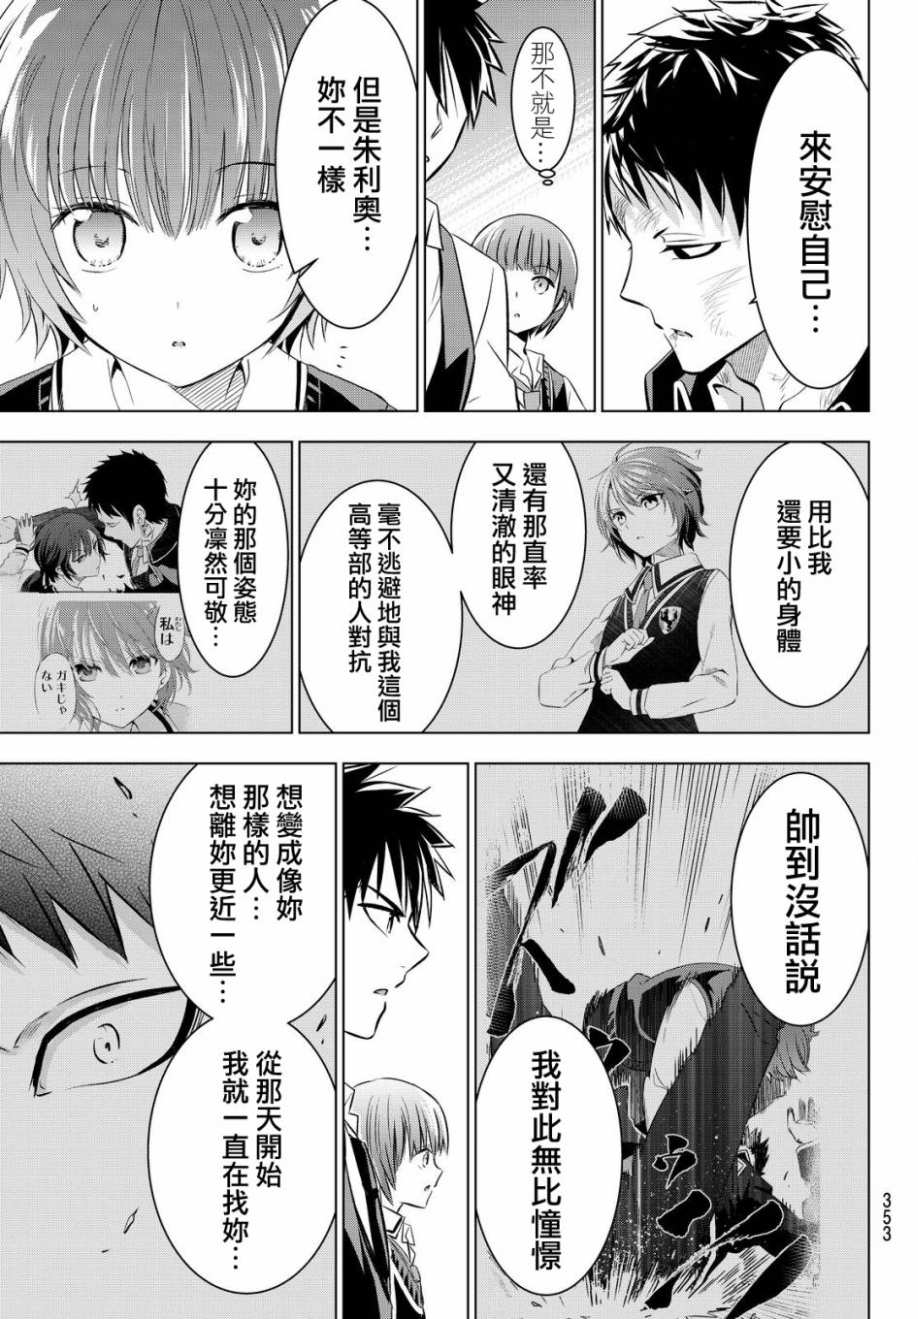 來安慰自己…
那不就是…
但是朱利奧…
妳不一樣
用比我
還要小的身體
還有那直率
又清澈的眼神
毫不逃避地與我這個
高等部的人對抗
妳的那個姿態
十分凜然可敬…
私は
わたし
ガキじゃ
ない
帥到沒話説
我對此無比憧憬
想變成像妳
那樣的人…
想離妳更近一些…
從那天開始
我就一直在找妳…
353